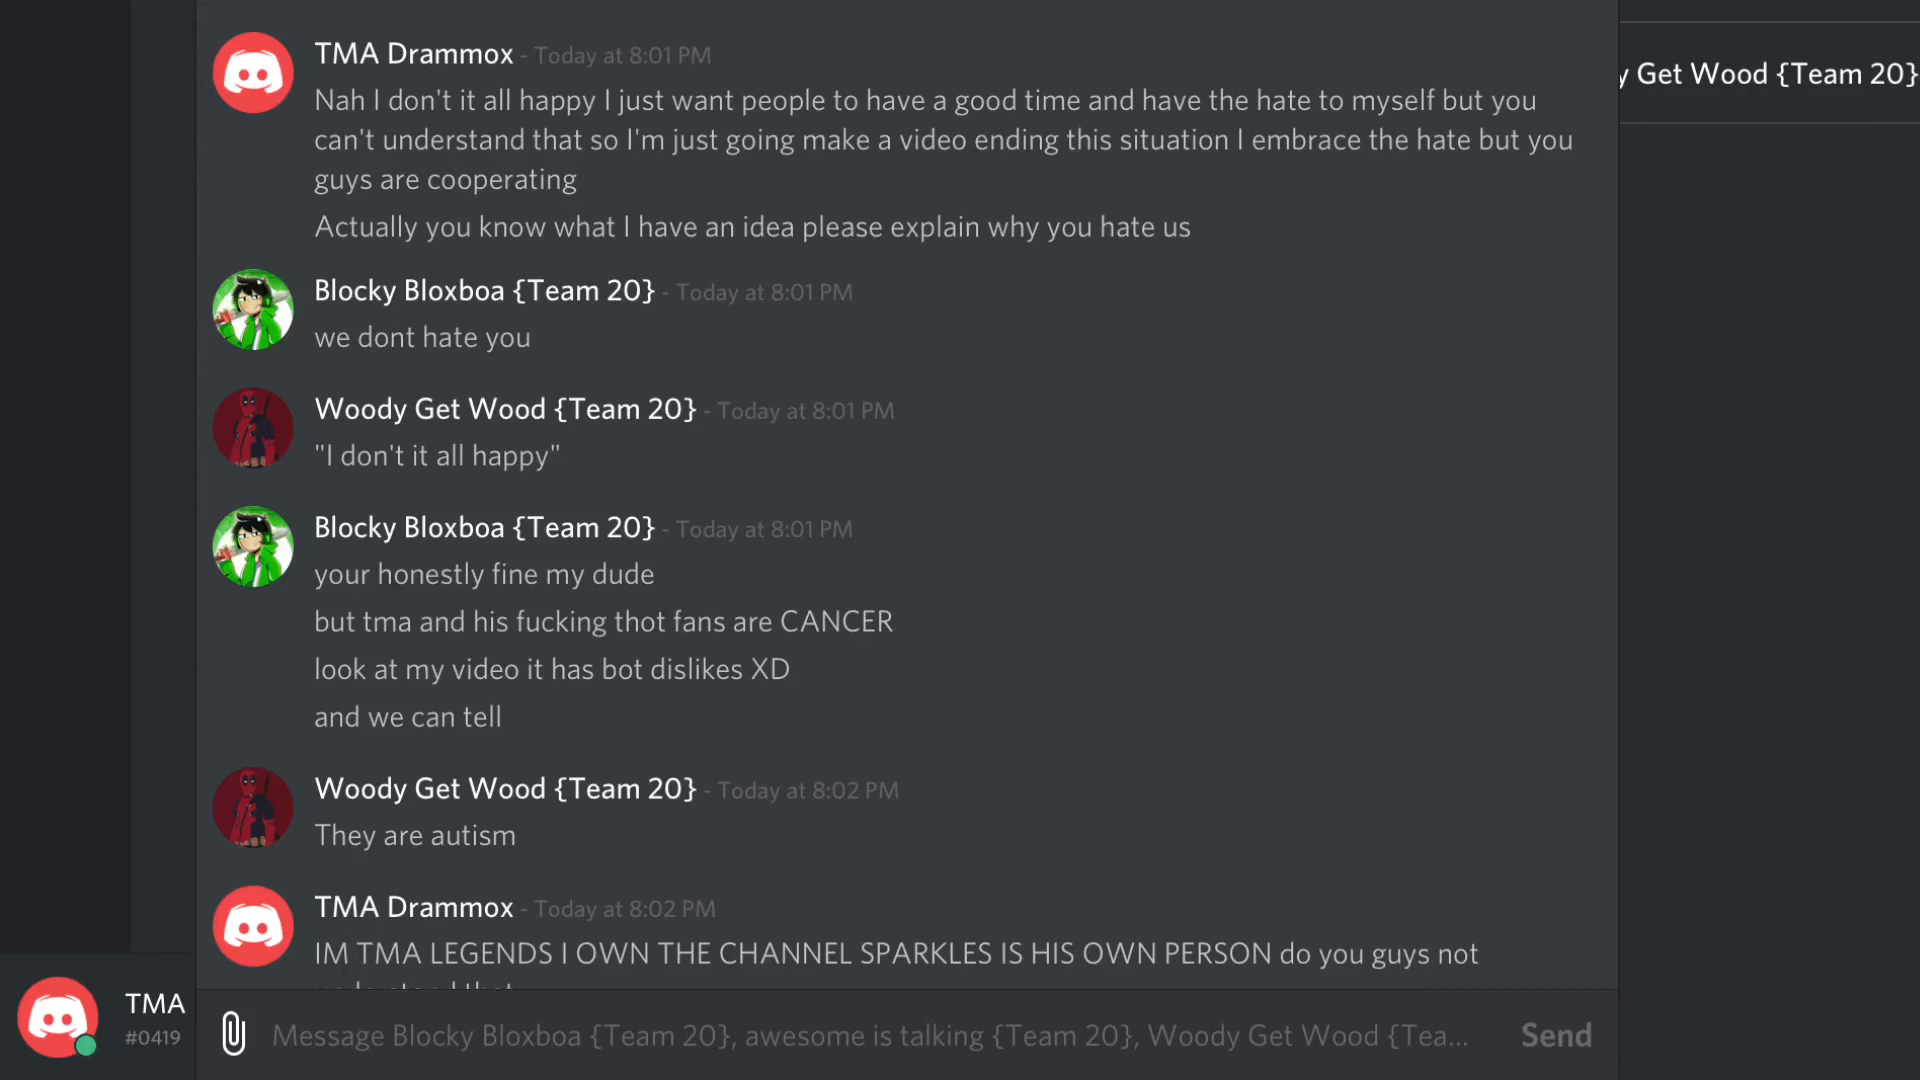 TMA Drammox - Today at 8:01 PM
y Get Wood {Team 20}
Nah I don't it all happy I just want people to have a good time and have the hate to myself but you
can't understand that so I'm just going make a video ending this situation I embrace the hate but you
guys are cooperating
Actually you know what I have an idea please explain why you hate us
Blocky Bloxboa {Team 20} - Today at 8:01 PM
we dont hate you
Woody Get Wood {Team 20} - Today at 8:01 PM
"I don't it all happy"
Blocky Bloxboa {Team 20} - Today at 8:01 PM
your honestly fine my dude
but tma and his fucking thot fans are CANCER
look at my video it has bot dislikes XD
and we can tell
Woody Get Wood {Team 20} - Today at 8:02 PM
They are autism
TMA Drammox - Today at 8:02 PM
IM TMA LEGENDS I OWN THE CHANNEL SPARKLES IS HIS OWN PERSON do you guys not
understand that
TMA
#0419
Message Blocky Bloxboa {Team 20}, awesome is talking {Team 20}, Woody Get Wood {Tea...
Send